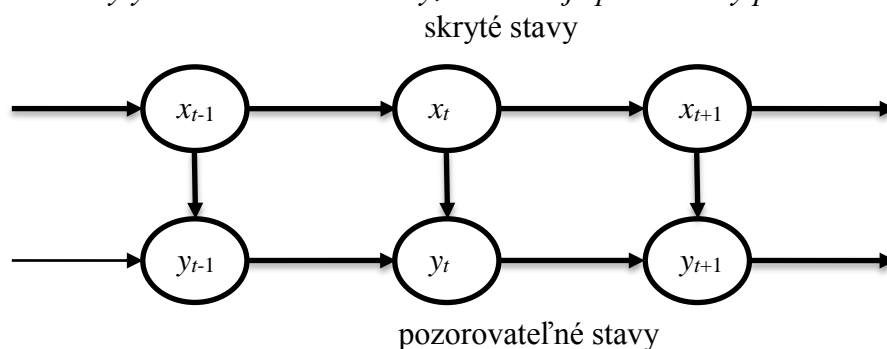 skryté stavy
xt-1 xt xt+1
yt-1 yt yt+1
pozorovateľné stavy